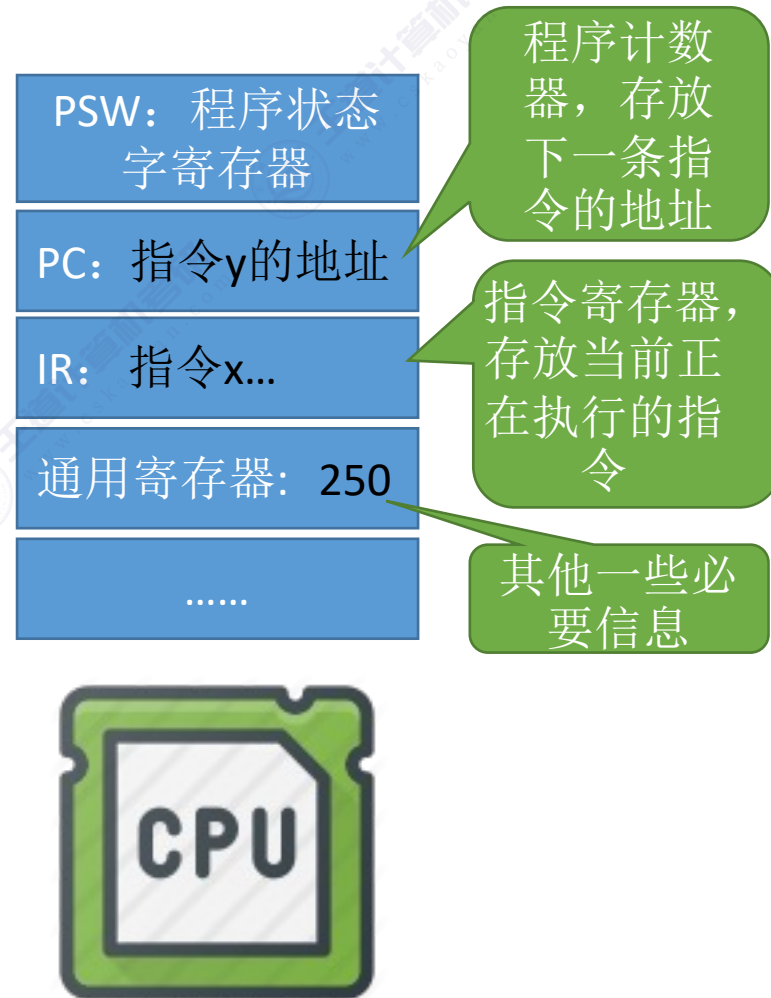 PSW：程序状态
字寄存器
程序计数
器，存放
下一条指
令的地址
PC：指令y的地址
指令寄存器，
存放当前正
在执行的指
令
IR： 指令x…
通用寄存器: 250
其他一些必
要信息
……
CPU